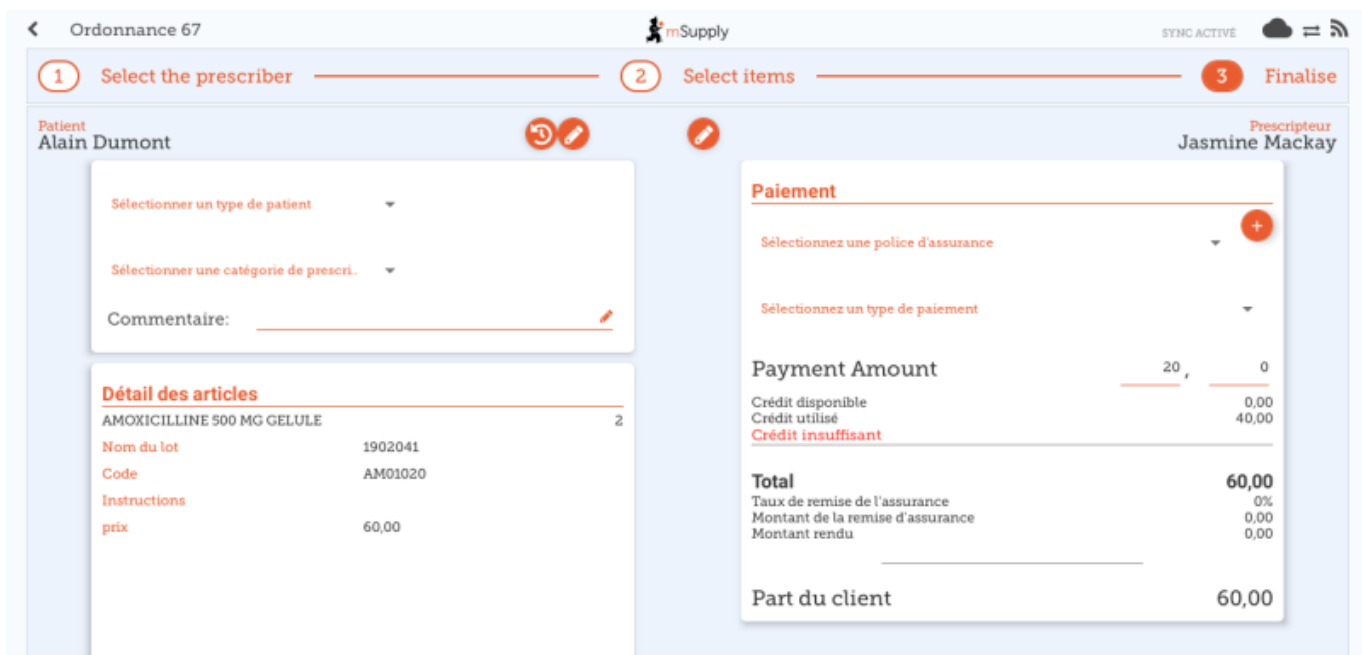 Ordonnance 67
mSupply
SYNC ACTIVÉ
1 Select the prescriber
2 Select items
3 Finalise
Patient
Alain Dumont
Prescripteur
Jasmine Mackay
Sélectionner un type de patient
Sélectionner une catégorie de prescri..
Commentaire:
Détail des articles
AMOXICILLINE 500 MG GELULE 2
Nom du lot 1902041
Code AM01020
Instructions
prix 60,00
Paiement
+
Sélectionnez une police d'assurance
Sélectionnez un type de paiement
Payment Amount 20 , 0
Crédit disponible 0,00
Crédit utilisé 40,00
Crédit insuffisant
Total 60,00
Taux de remise de l'assurance 0%
Montant de la remise d'assurance 0,00
Montant rendu 0,00
Part du client 60,00